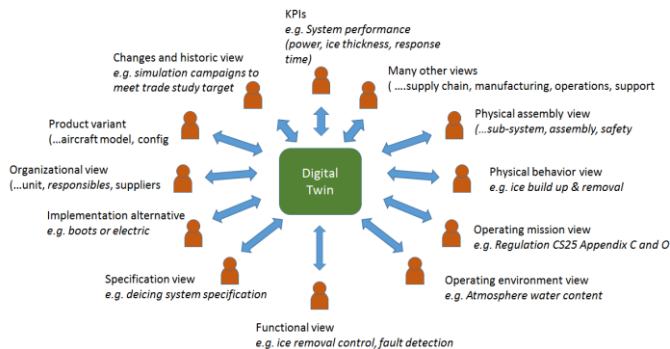 KPIs
e.g. System performance
(power, ice thickness, response
time)
Changes and historic view
e.g. simulation campaigns to
meet trade study target
Many other views
( ....supply chain, manufacturing, operations, support
Product variant
(...aircraft model, config
Physical assembly view
(...sub-system, assembly, safety
Organizational view
(...unit, responsibles, suppliers
Digital
Twin
Physical behavior view
e.g. ice build up & removal
Implementation alternative
e.g. boots or electric
Operating mission view
e.g. Regulation CS25 Appendix C and O
Specification view
e.g. deicing system specification
Operating environment view
e.g. Atmosphere water content
Functional view
e.g. ice removal control, fault detection